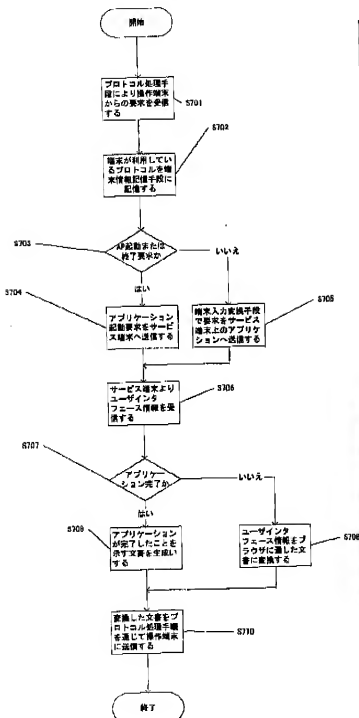 開始
プロトコル処理手
段により操作端末
からの要求を受信
する
S701
S702
端末が利用してい
るプロトコルを端
末情報記憶手段に
記憶する
S703
AP起動または
終了要求か
いいえ
はい
S704
S705
アプリケーション
起動要求をサービ
ス端末へ送信する
端末入力変換手段
で要求をサービス
端末上のアプリケ
ーションへ送信する
サービス端末より
ユーザインタ
フェース情報を受
信する
S706
S707
アプリケー
ション完了か
いいえ
はい
S709
アプリケーション
が完了したことを
示す文書を生成い
する
ユーザインタ
フェース情報をブ
ラウザに適した文
書に変換する
S708
変換した文書をプ
ロトコル処理手順
を通じて操作端末
に送信する
S710
終了